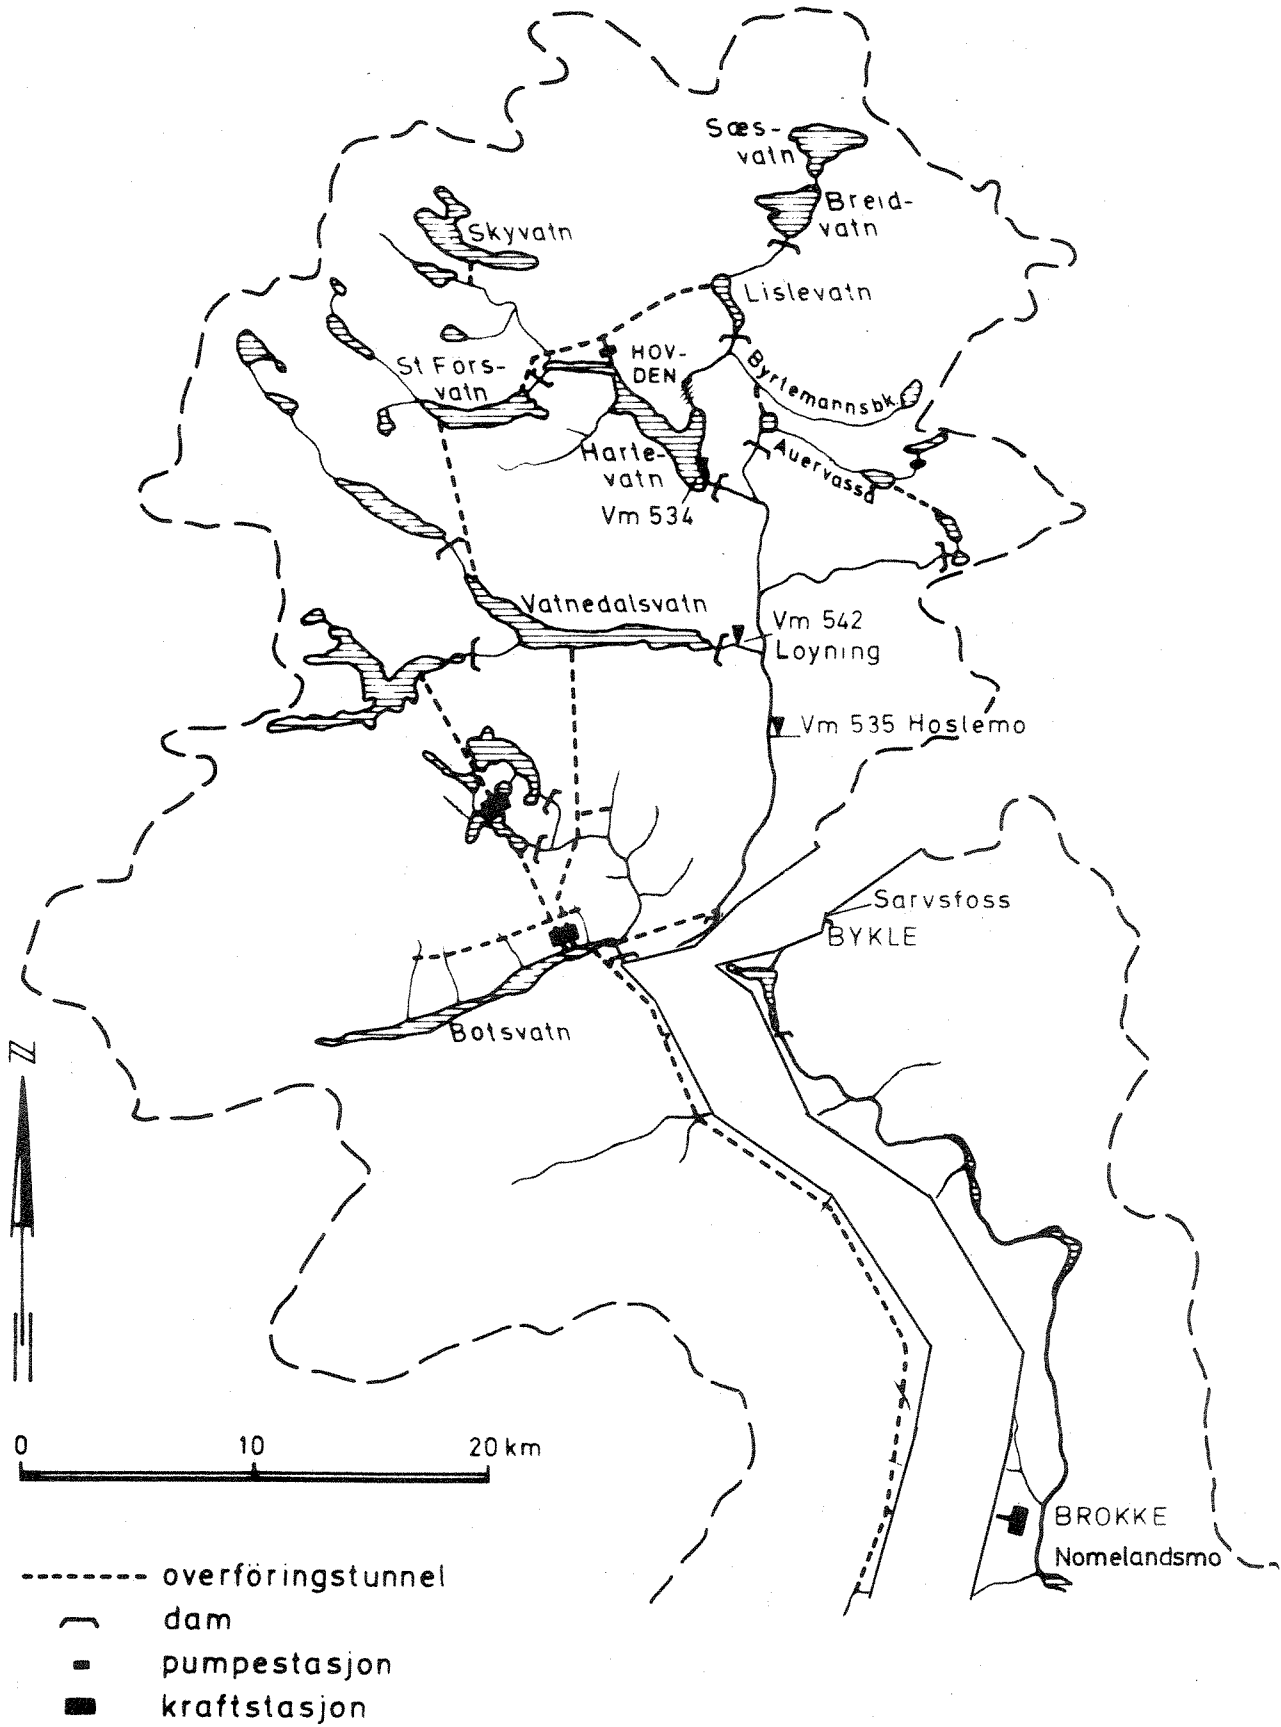 Sæs-
vatn
Breid-
vatn
Skyvatn
Lislevatn
HOV-
DEN
St Förs-
vatn
Byrtemannsbk.
Harte-
vatn
Auervassa
Vm 534
Vatnedalsvatn
Vm 542
Loyning
Vm 535 Hoslemo
Sarvsfoss
BYKLE
Botsvatn
N
0 10 20 km
BROKKE
Nomelandsmo
overföringstunnel
dam
pumpestasjon
kraftstasjon